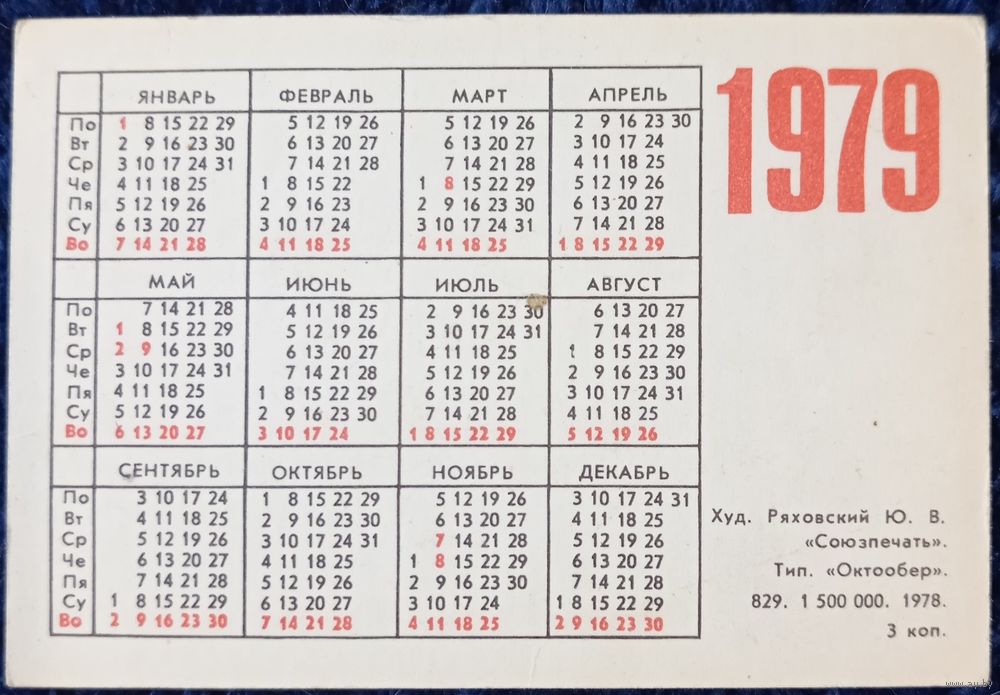 1979
ЯНВАРЬ ФЕВРАЛЬ МАРТ АПРЕЛЬ
По 1 8 15 22 29 5 12 19 26 5 12 19 26 2 9 16 23 30
Вт 2 9 16 23 30 6 13 20 27 6 13 20 27 3 10 17 24
Ср 3 10 17 24 31 7 14 21 28 7 14 21 28 4 11 18 25
Че 4 11 18 25 1 8 15 22 1 8 15 22 29 5 12 19 26
Пя 5 12 19 26 2 9 16 23 2 9 16 23 30 6 13 20 27
Су 6 13 20 27 3 10 17 24 3 10 17 24 31 7 14 21 28
Во 7 14 21 28 4 11 18 25 4 11 18 25 1 8 15 22 29
МАЙ ИЮНЬ ИЮЛЬ АВГУСТ
По 7 14 21 28 4 11 18 25 2 9 16 23 30 6 13 20 27
Вт 1 8 15 22 29 5 12 19 26 3 10 17 24 31 7 14 21 28
Ср 2 9 16 23 30 6 13 20 27 4 11 18 25 1 8 15 22 29
Че 3 10 17 24 31 7 14 21 28 5 12 19 26 2 9 16 23 30
Пя 4 11 18 25 1 8 15 22 29 6 13 20 27 3 10 17 24 31
Су 5 12 19 26 2 9 16 23 30 7 14 21 28 4 11 18 25
Во 6 13 20 27 3 10 17 24 1 8 15 22 29 5 12 19 26
СЕНТЯБРЬ ОКТЯБРЬ НОЯБРЬ ДЕКАБРЬ
По 3 10 17 24 1 8 15 22 29 5 12 19 26 3 10 17 24 31
Вт 4 11 18 25 2 9 16 23 30 6 13 20 27 4 11 18 25
Ср 5 12 19 26 3 10 17 24 31 7 14 21 28 5 12 19 26
Че 6 13 20 27 4 11 18 25 1 8 15 22 29 6 13 20 27
Пя 7 14 21 28 5 12 19 26 2 9 16 23 30 7 14 21 28
Су 1 8 15 22 29 6 13 20 27 3 10 17 24 1 8 15 22 29
Во 2 9 16 23 30 7 14 21 28 4 11 18 25 2 9 16 23 30
Худ. Ряховский Ю. В.
«Союзпечать».
Тип. «Октообер».
829. 1 500 000. 1978.
3 коп.
www.ay.by